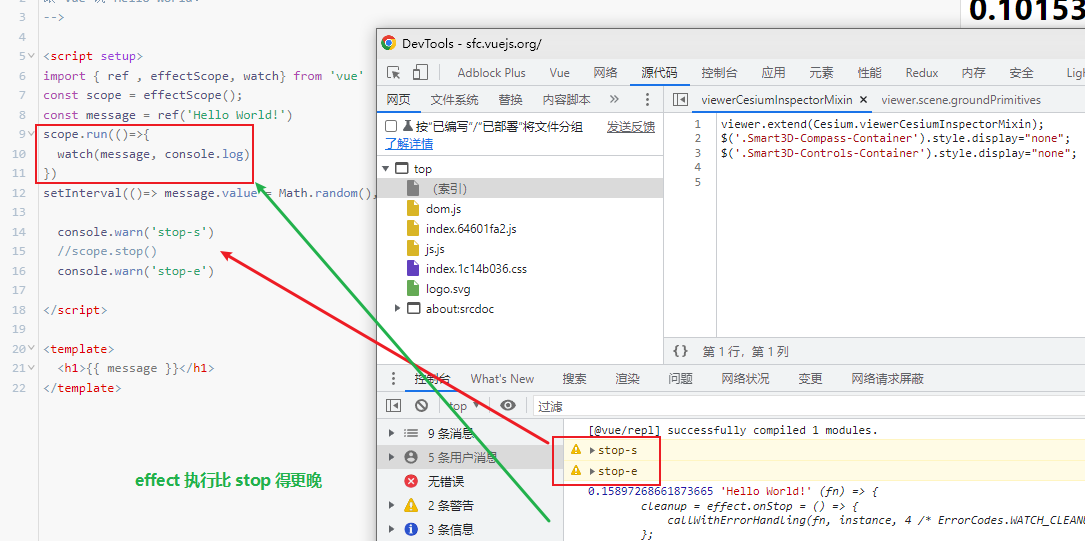 3 -->
4
5 <script setup>
6 import { ref , effectScope, watch} from 'vue'
7 const scope = effectScope();
8 const message = ref('Hello World!')
9 scope.run(()=>{
10 watch(message, console.log)
11 })
12 setInterval(()=> message.value = Math.random(),
13
14 console.warn('stop-s')
15 //scope.stop()
16 console.warn('stop-e')
17
18 </script>
19
20 <template>
21 <h1>{{ message }}</h1>
22 </template>
effect 执行比 stop 得更晚
0.10153
DevTools - sfc.vuejs.org/
Adblock Plus Vue 网络 源代码 控制台 应用 元素 性能 Redux 内存 安全 Ligh
网页 文件系统 替换 内容脚本 »
按“已编写”/“已部署”将文件分组 发送反馈
了解详情
top
(索引)
dom.js
index.64601fa2.js
js.js
index.1c14b036.css
logo.svg
about:srcdoc
viewerCesiumInspectorMixin × viewer.scene.groundPrimitives
1 viewer.extend(Cesium.viewerCesiumInspectorMixin);
2 $('.Smart3D-Compass-Container').style.display="none";
3 $('.Smart3D-Controls-Container').style.display="none";
4
5
{} 第 1 行，第 1 列
控制台 What's New 搜索 渲染 问题 网络状况 变更 网络请求屏蔽
top 过滤
9 条消息
5 条用户消息
无错误
2 条警告
3 条信息
[@vue/repl] successfully compiled 1 modules.
stop-s
stop-e
0.15897268661873665 'Hello World!' (fn) => {
cleanup = effect.onStop = () => {
callWithErrorHandling(fn, instance, 4 /* ErrorCodes.WATCH_CLEAN
};